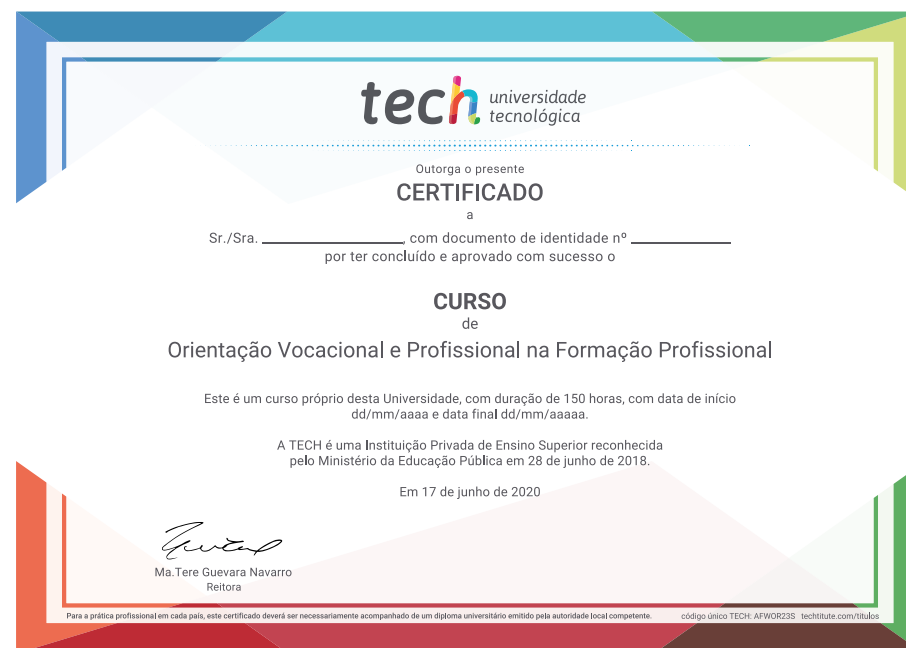 tech universidade
tecnológica
Outorga o presente
CERTIFICADO
a
Sr./Sra. ____________, com documento de identidade nº ____________
por ter concluído e aprovado com sucesso o
CURSO
de
Orientação Vocacional e Profissional na Formação Profissional
Este é um curso próprio desta Universidade, com duração de 150 horas, com data de início
dd/mm/aaaa e data final dd/mm/aaaaa.
A TECH é uma Instituição Privada de Ensino Superior reconhecida
pelo Ministério da Educação Pública em 28 de junho de 2018.
Em 17 de junho de 2020
Ma.Tere Guevara Navarro
Reitora
Para a prática profissional em cada país, este certificado deverá ser necessariamente acompanhado de um diploma universitário emitido pela autoridade local competente. código único TECH: AFWOR23S techtitute.com/titulos